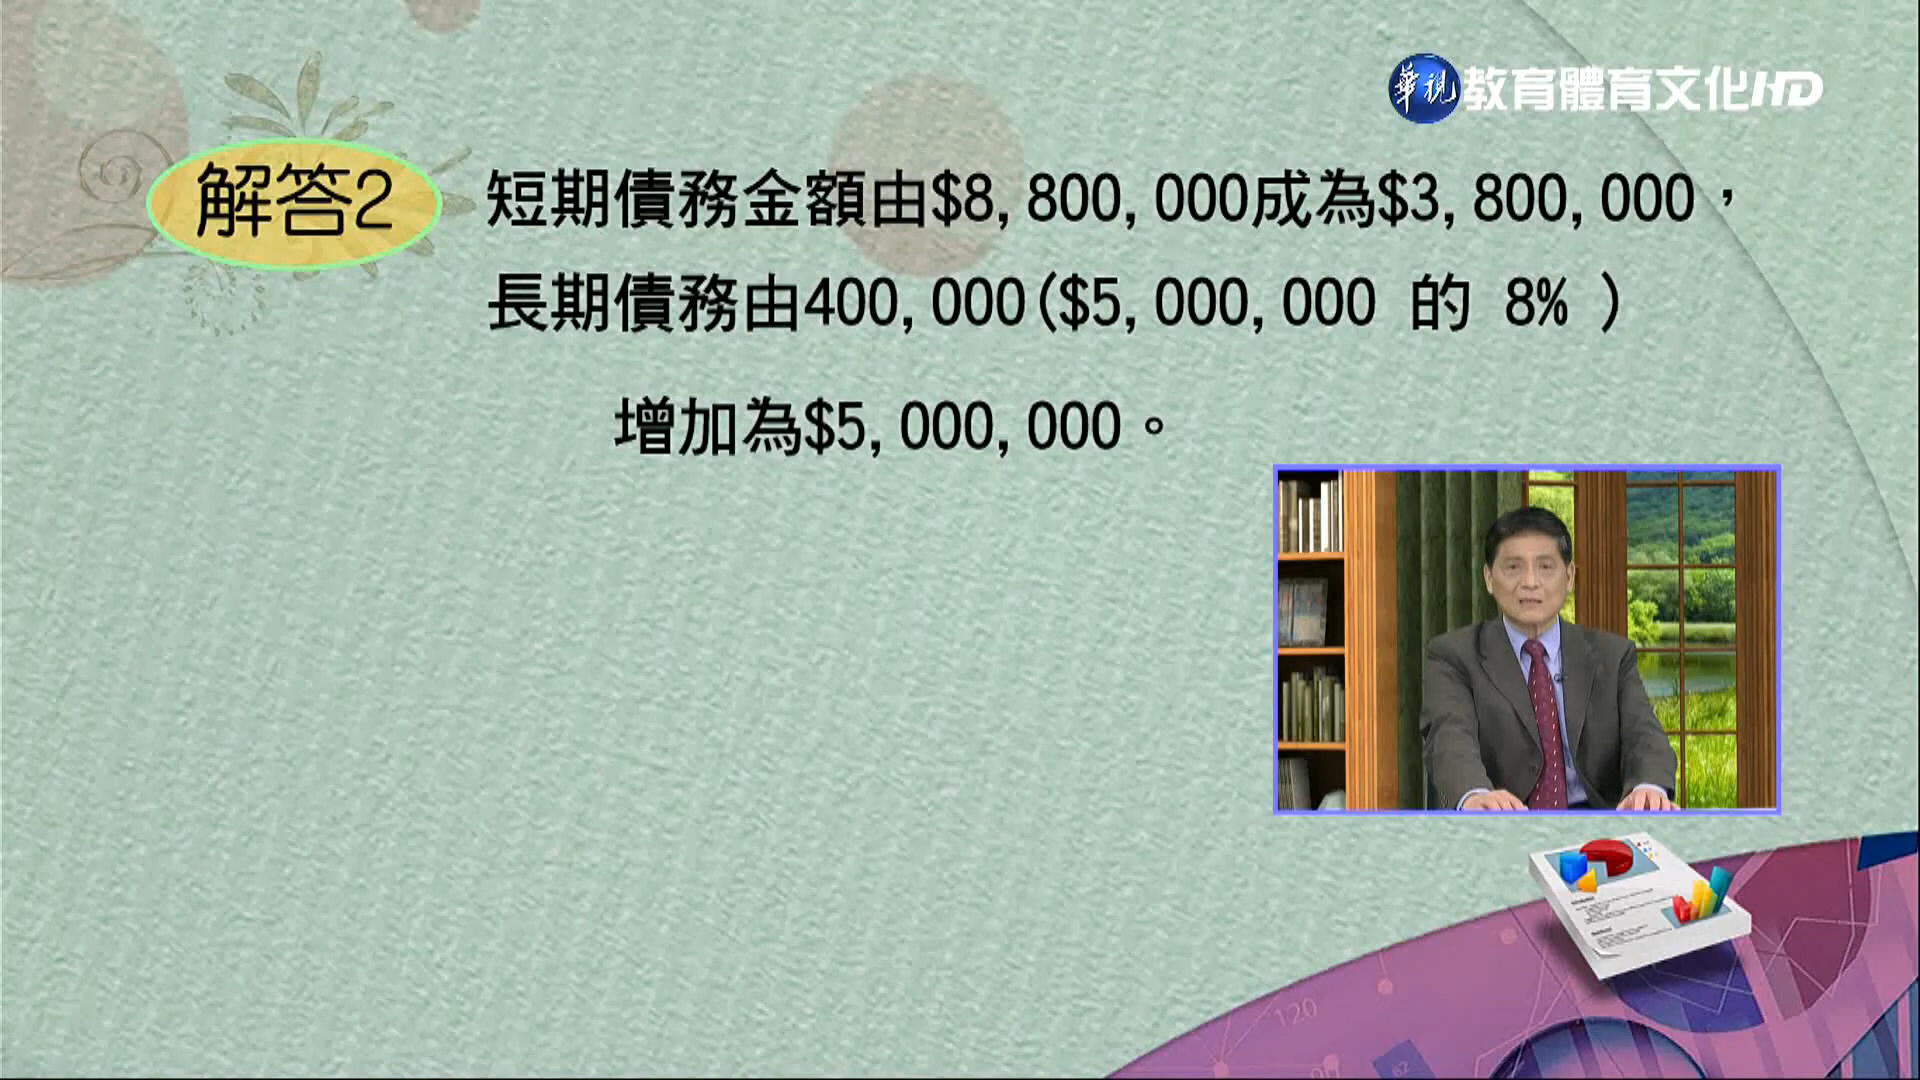 華視 教育體育文化HD
解答2 短期債務金額由$8,800,000成為$3,800,000，
長期債務由400,000($5,000,000 的 8% )
增加為$5,000,000。
120